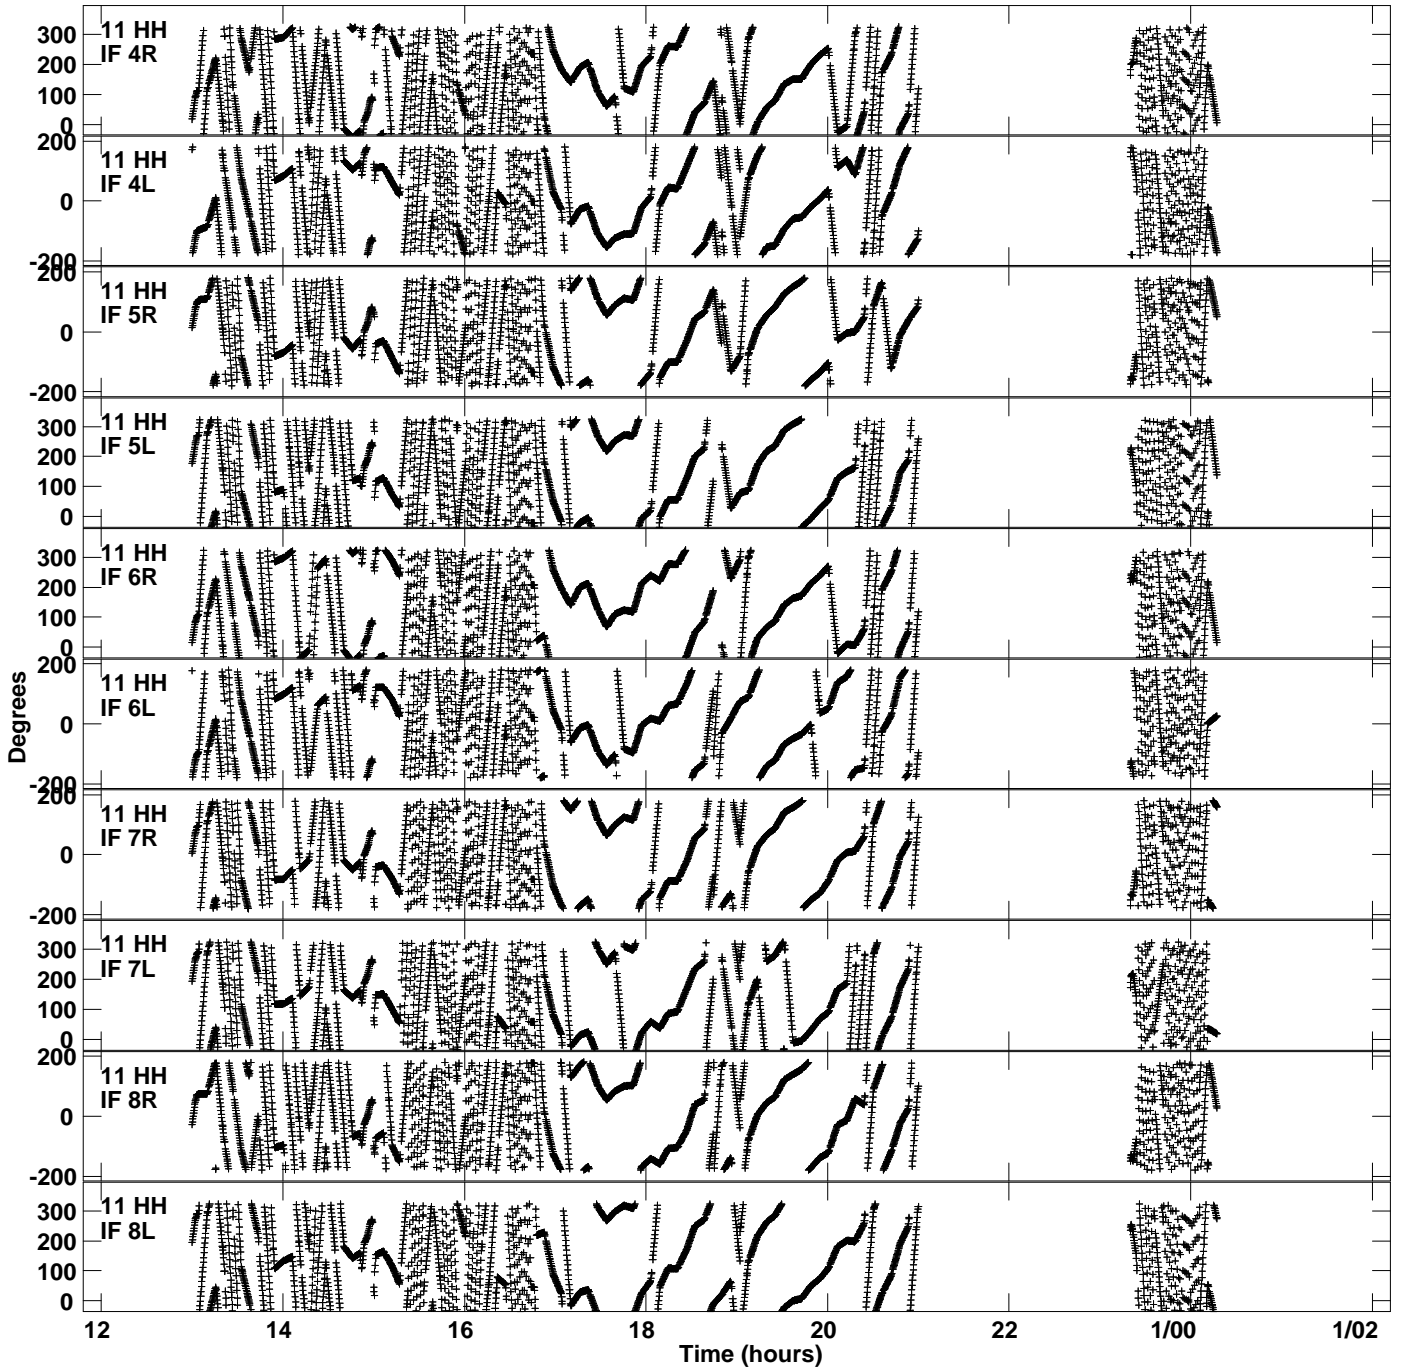 11 HH
IF 4R
300
200
100
0
11 HH
IF 4L
200
0
-200
11 HH
IF 5R
200
0
-200
11 HH
IF 5L
300
200
100
0
11 HH
IF 6R
300
200
100
0
11 HH
IF 6L
200
0
-200
11 HH
IF 7R
200
0
-200
11 HH
IF 7L
300
200
100
0
11 HH
IF 8R
200
0
-200
11 HH
IF 8L
300
200
100
0
Degrees
12 14 16 18 20 22 1/00 1/02
Time (hours)